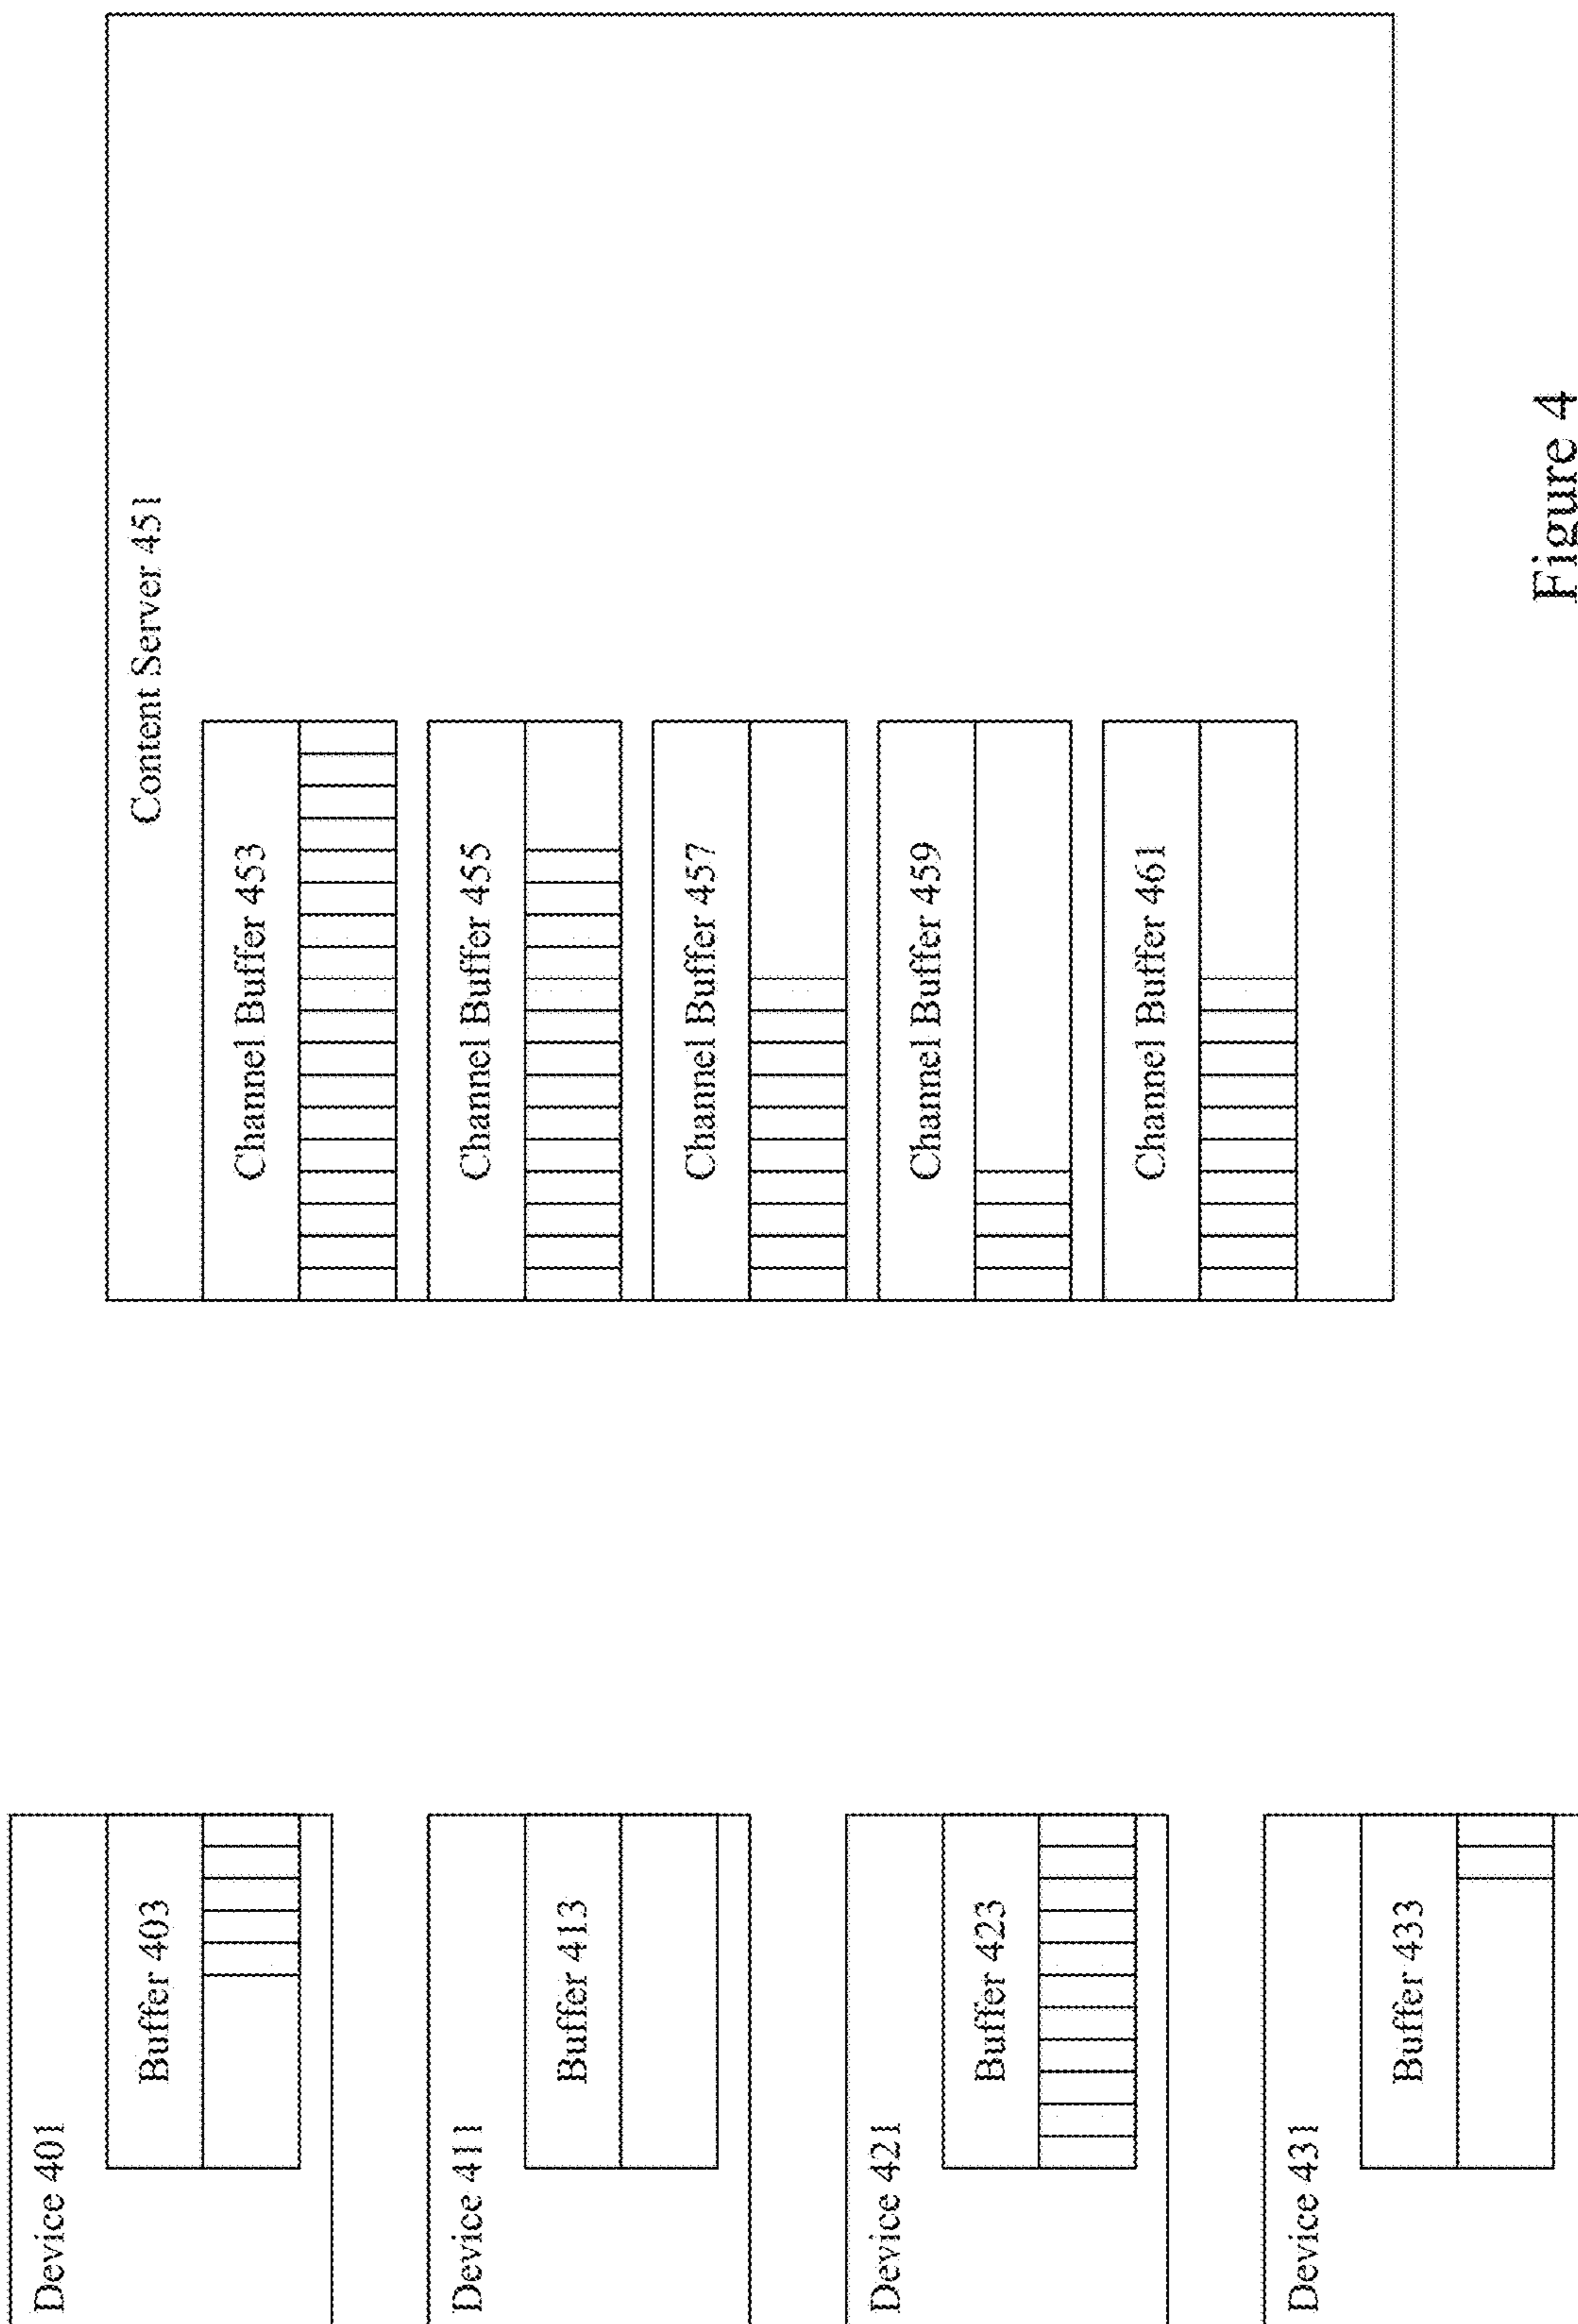 Device 401
Buffer 403
Device 411
Buffer 413
Device 421
Buffer 423
Device 431
Buffer 433
Content Server 451
Channel Buffer 453
Channel Buffer 455
Channel Buffer 457
Channel Buffer 459
Channel Buffer 461
Figure 4